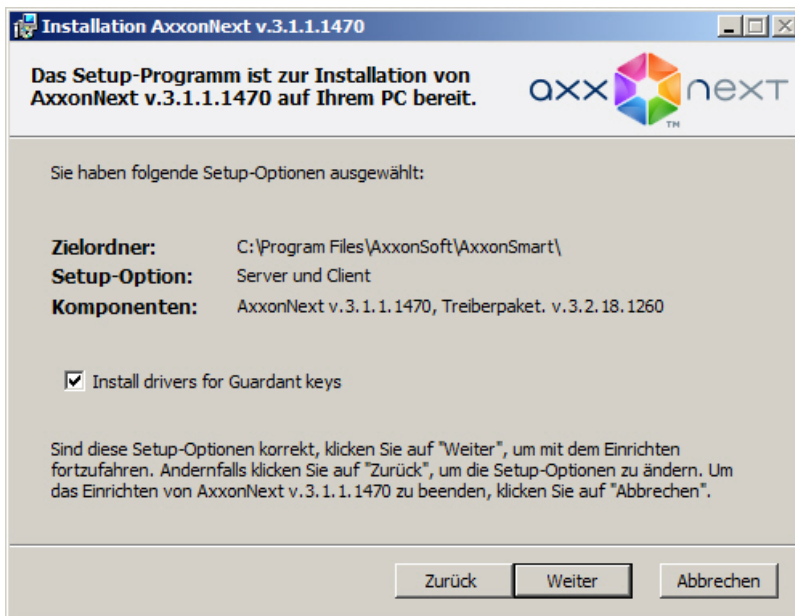 Installation AxxonNext v.3.1.1.1470
Das Setup-Programm ist zur Installation von
AxxonNext v.3.1.1.1470 auf Ihrem PC bereit.
axxonext
TM
Sie haben folgende Setup-Optionen ausgewählt:
Zielordner: C:\Program Files\AxxonSoft\AxxonSmart\
Setup-Option: Server und Client
Komponenten: AxxonNext v.3.1.1.1470, Treiberpaket. v.3.2.18.1260
Install drivers for Guardant keys
Sind diese Setup-Optionen korrekt, klicken Sie auf "Weiter", um mit dem Einrichten
fortzufahren. Andernfalls klicken Sie auf "Zurück", um die Setup-Optionen zu ändern. Um
das Einrichten von AxxonNext v.3.1.1.1470 zu beenden, klicken Sie auf "Abbrechen".
Zurück Weiter Abbrechen